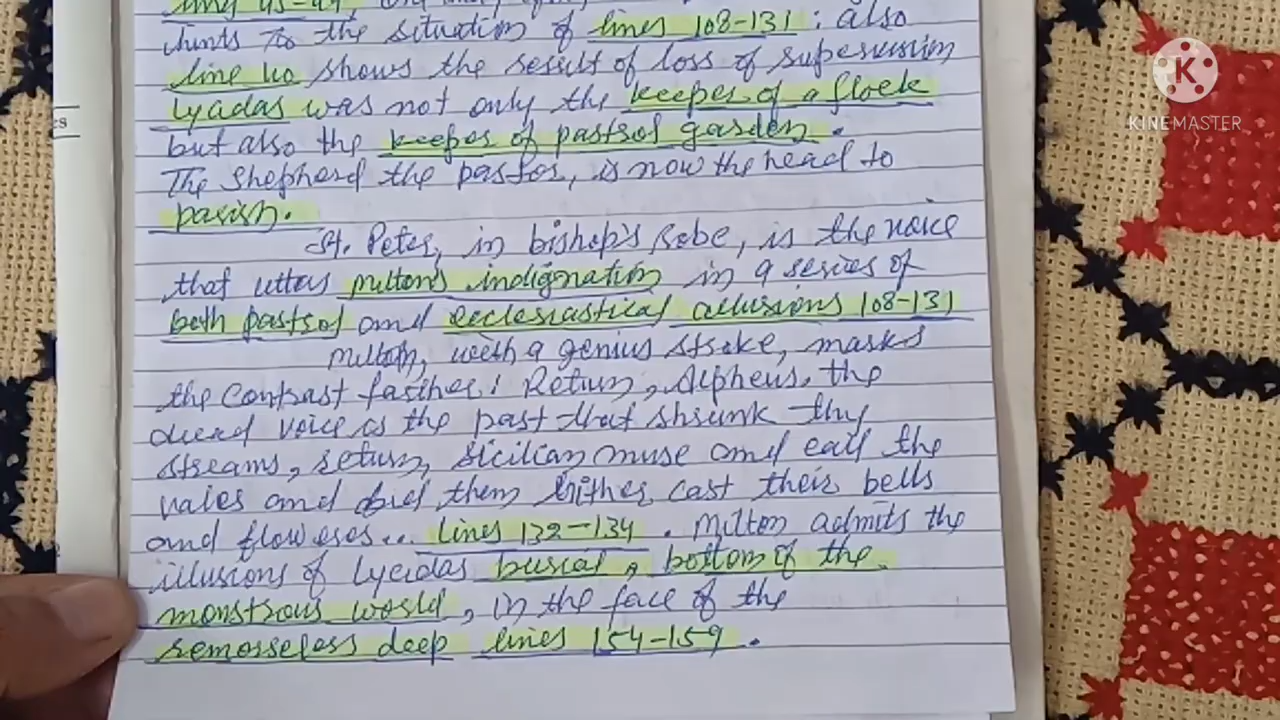 hints to the situation of lines 108-131 : also
line 40 shows the result of loss of supervision
Lycidas was not only the keeper of a flock
but also the keeper of pastrol garden.
The shepherd the pastor, is now the head to
parish.
St. Peter, in bishop's robe, is the voice
that utters milton's indignation in a series of
both pastrol and ecclesiastical allusions 108-131
Milton, with a genius stroke, marks
the contrast farther: Return, Alpheus, the
dread voice is the past that shrunk thy
streams, return, Sicilian muse and call the
vales and bid them hither cast their bells
and floweres... lines 132-134 . Milton admits the
illusions of Lycidas burial, bottom of the
monstrous world, in the face of the
remorseless deep lines 154-159 .
KINEMASTER
K